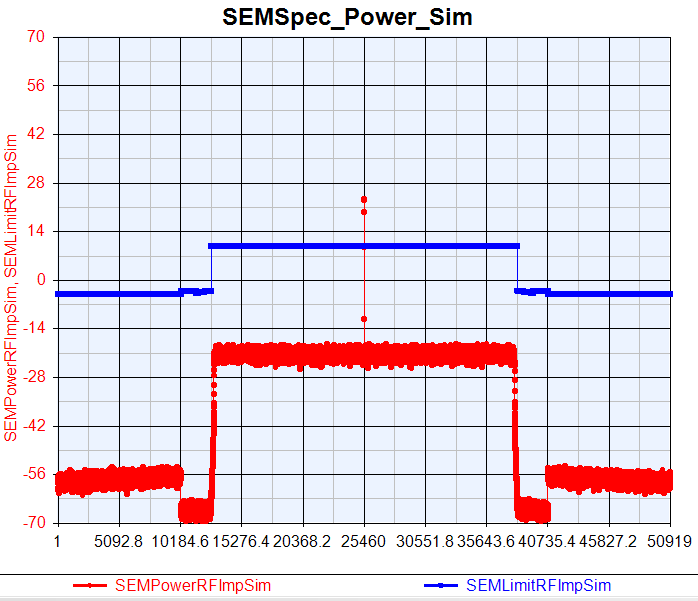 SEMSpec_Power_Sim
SEMPowerRFImpSim, SEMLimitRFImpSim
70
56
42
28
14
0
-14
-28
-42
-56
-70
1 5092.8 10184.6 15276.4 20368.2 25460 30551.8 35643.6 40735.4 45827.2 50919
SEMPowerRFImpSim SEMLimitRFImpSim